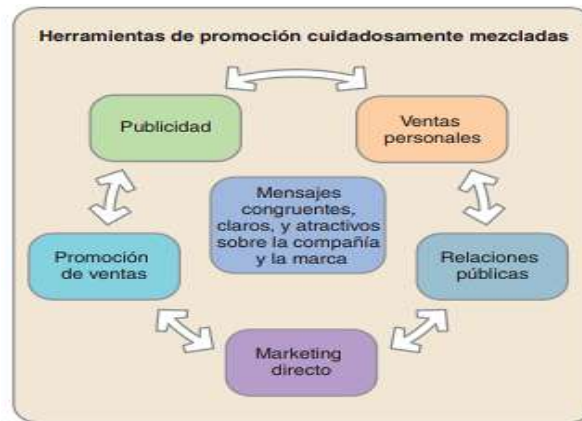 Herramientas de promoción cuidadosamente mezcladas
Publicidad
Ventas
personales
Mensajes
congruentes,
claros, y atractivos
sobre la compañía
y la marca
Promoción
de ventas
Relaciones
públicas
Marketing
directo